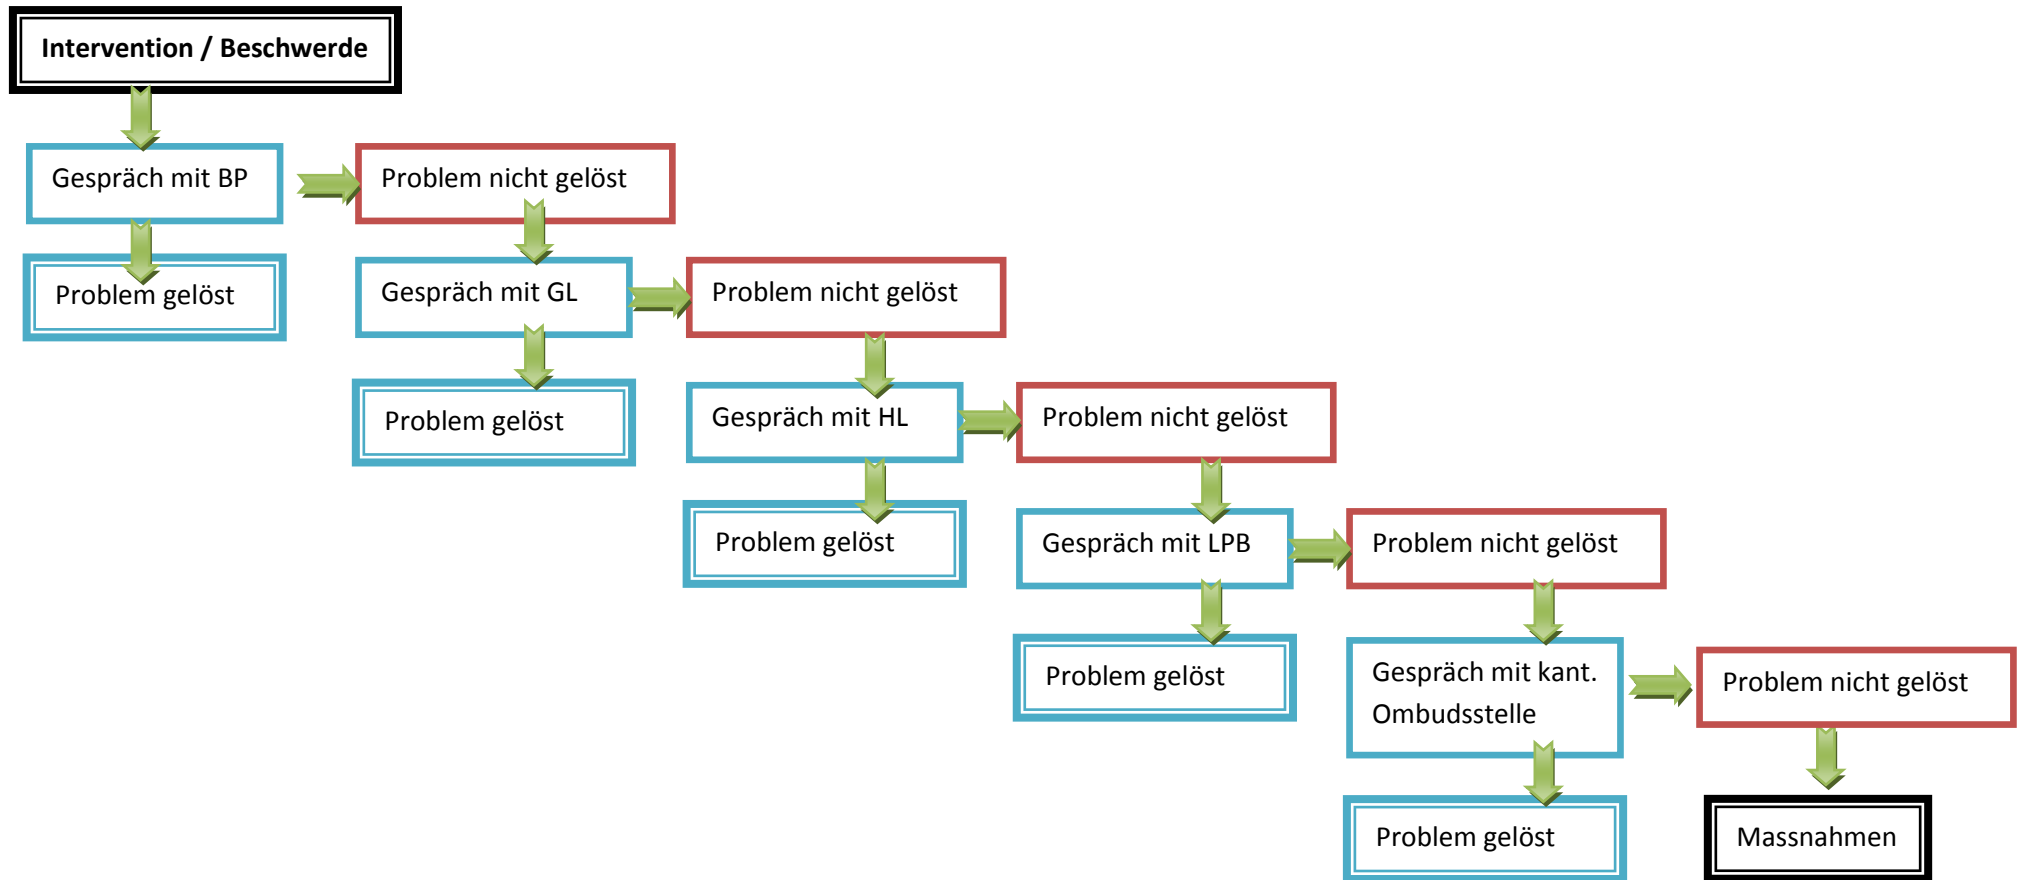 Intervention / Beschwerde
Gespräch mit BP
Problem nicht gelöst
Problem gelöst
Gespräch mit GL
Problem nicht gelöst
Problem gelöst
Gespräch mit HL
Problem nicht gelöst
Problem gelöst
Gespräch mit LPB
Problem nicht gelöst
Problem gelöst
Gespräch mit kant.
Ombudsstelle
Problem nicht gelöst
Problem gelöst
Massnahmen